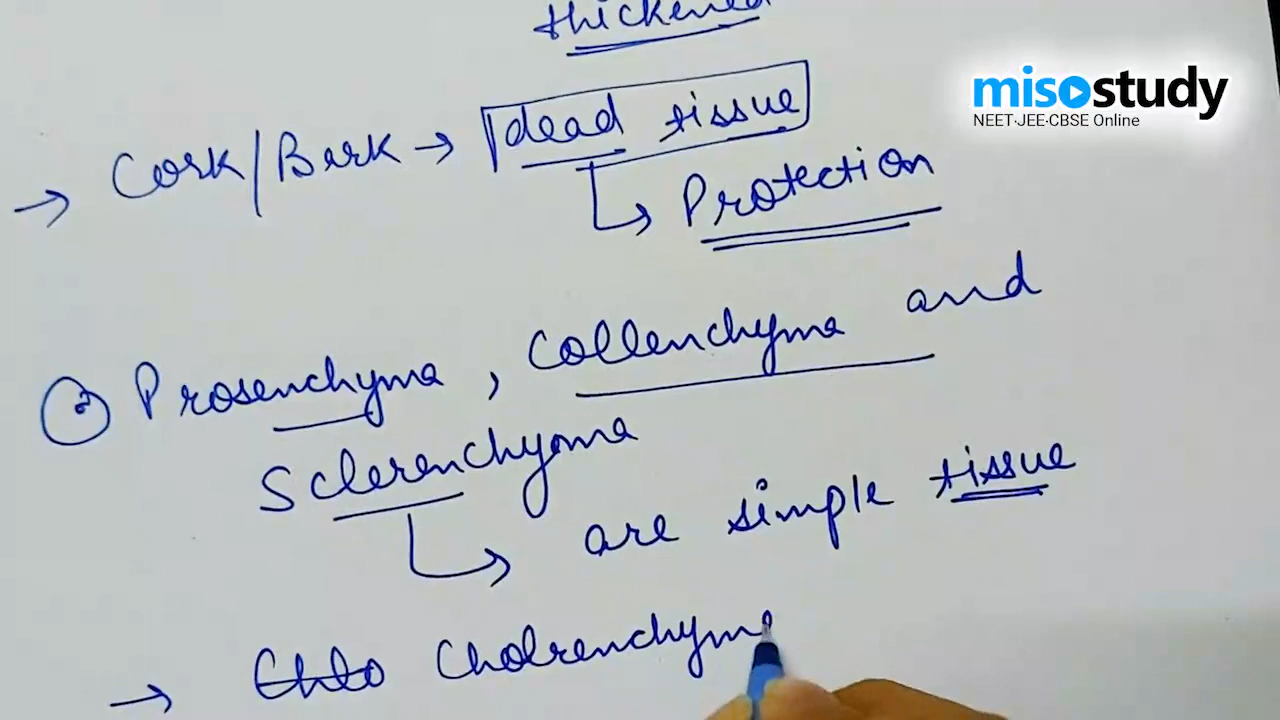 thickened
misostudy
NEET-JEE-CBSE Online
→ Cork/Bark → dead tissue
↳ Protection
② Prosenchyma, Collenchyma and
Sclerenchyma
↳ are simple tissue
→ Chlo Cholrenchyma